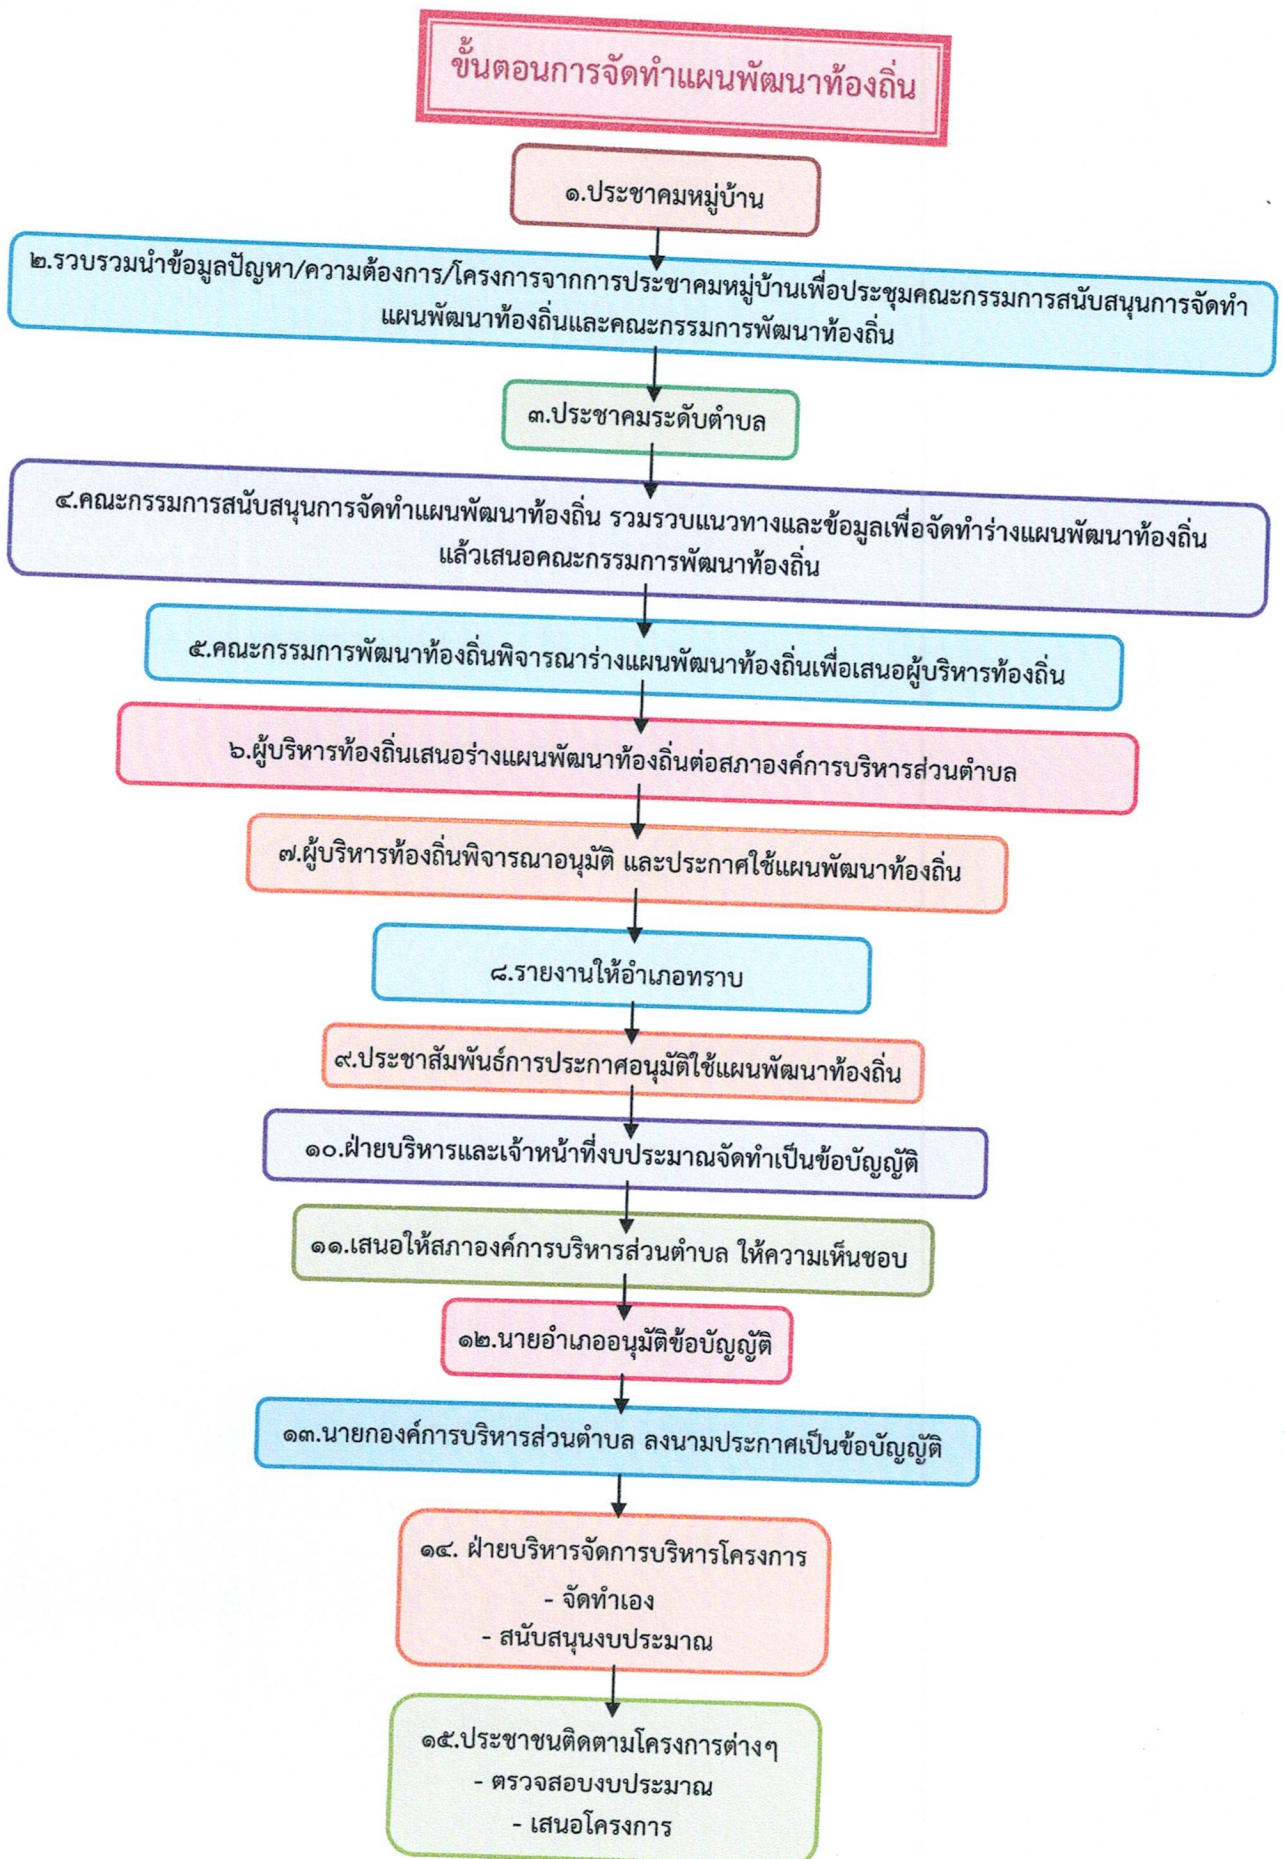 ขั้นตอนการจัดทำแผนพัฒนาท้องถิ่น
๑.ประชาคมหมู่บ้าน
๒.รวบรวมนำข้อมูลปัญหา/ความต้องการ/โครงการจากการประชาคมหมู่บ้านเพื่อประชุมคณะกรรมการสนับสนุนการจัดทำ
แผนพัฒนาท้องถิ่นและคณะกรรมการพัฒนาท้องถิ่น
๓.ประชาคมระดับตำบล
๔.คณะกรรมการสนับสนุนการจัดทำแผนพัฒนาท้องถิ่น รวมรวบแนวทางและข้อมูลเพื่อจัดทำร่างแผนพัฒนาท้องถิ่น
แล้วเสนอคณะกรรมการพัฒนาท้องถิ่น
๕.คณะกรรมการพัฒนาท้องถิ่นพิจารณาร่างแผนพัฒนาท้องถิ่นเพื่อเสนอผู้บริหารท้องถิ่น
๖.ผู้บริหารท้องถิ่นเสนอร่างแผนพัฒนาท้องถิ่นต่อสภาองค์การบริหารส่วนตำบล
๗.ผู้บริหารท้องถิ่นพิจารณาอนุมัติ และประกาศใช้แผนพัฒนาท้องถิ่น
๘.รายงานให้อำเภอทราบ
๙.ประชาสัมพันธ์การประกาศอนุมัติใช้แผนพัฒนาท้องถิ่น
๑๐.ฝ่ายบริหารและเจ้าหน้าที่งบประมาณจัดทำเป็นข้อบัญญัติ
๑๑.เสนอให้สภาองค์การบริหารส่วนตำบล ให้ความเห็นชอบ
๑๒.นายอำเภออนุมัติข้อบัญญัติ
๑๓.นายกองค์การบริหารส่วนตำบล ลงนามประกาศเป็นข้อบัญญัติ
๑๔. ฝ่ายบริหารจัดการบริหารโครงการ
- จัดทำเอง
- สนับสนุนงบประมาณ
๑๕.ประชาชนติดตามโครงการต่างๆ
- ตรวจสอบงบประมาณ
- เสนอโครงการ